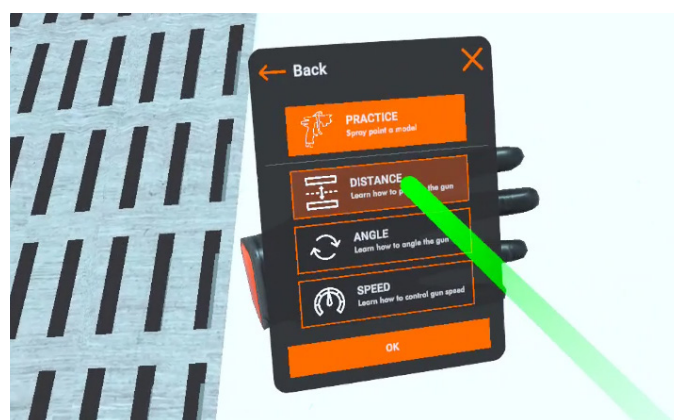 Back
PRACTICE
Spray paint a model
DISTANCE
Learn how to the gun
ANGLE
Learn how to angle the gun
SPEED
Learn how to control gun speed
OK